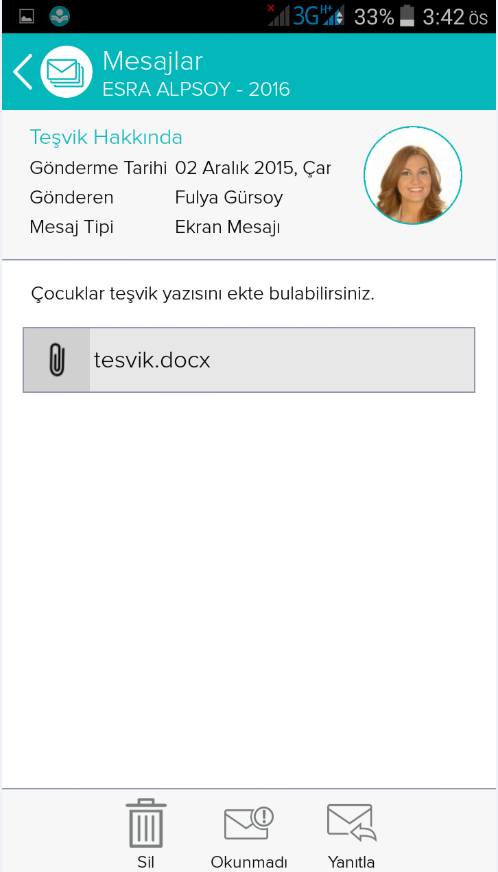 3G H+ 33% 3:42 ös
Mesajlar
ESRA ALPSOY - 2016
Teşvik Hakkında
Gönderme Tarihi 02 Aralık 2015, Çar
Gönderen Fulya Gürsoy
Mesaj Tipi Ekran Mesajı
Çocuklar teşvik yazısını ekte bulabilirsiniz.
tesvik.docx
Sil Okunmadı Yanıtla